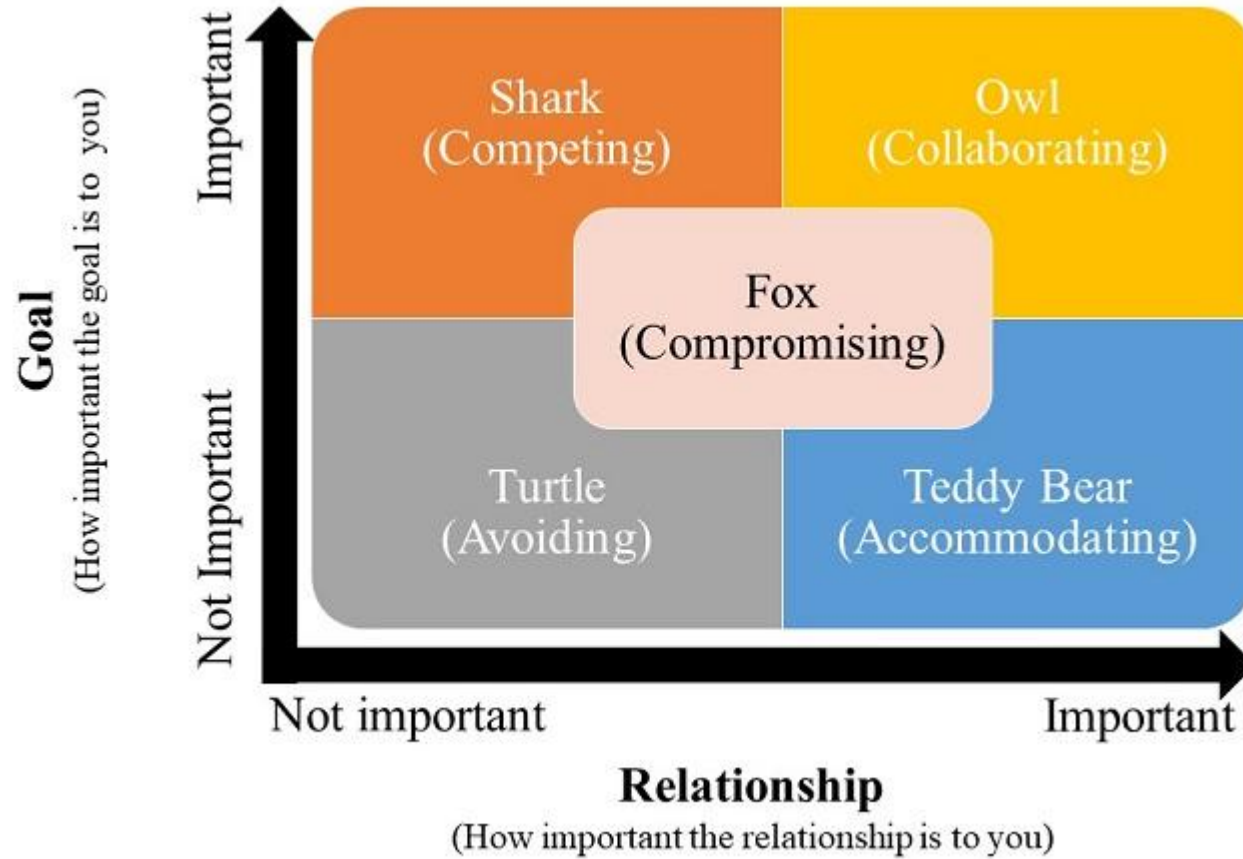 Goal
(How important the goal is to you)
Important
Not Important
Shark
(Competing)
Owl
(Collaborating)
Fox
(Compromising)
Turtle
(Avoiding)
Teddy Bear
(Accommodating)
Not important
Important
Relationship
(How important the relationship is to you)